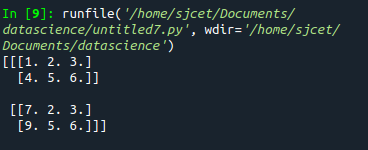 In [9]: runfile('/home/sjcet/Documents/
datascience/untitled7.py', wdir='/home/sjcet/
Documents/datascience')
[[[1. 2. 3.]
  [4. 5. 6.]]

 [[7. 2. 3.]
  [9. 5. 6.]]]